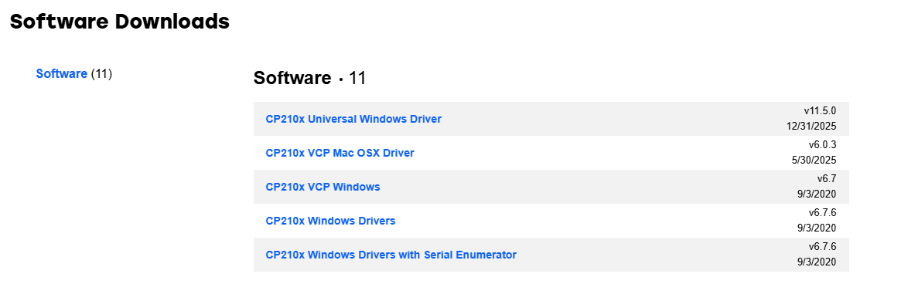 Software Downloads
Software (11)
Software · 11
CP210x Universal Windows Driver
v11.5.0
12/31/2025
CP210x VCP Mac OSX Driver
v6.0.3
5/30/2025
CP210x VCP Windows
v6.7
9/3/2020
CP210x Windows Drivers
v6.7.6
9/3/2020
CP210x Windows Drivers with Serial Enumerator
v6.7.6
9/3/2020